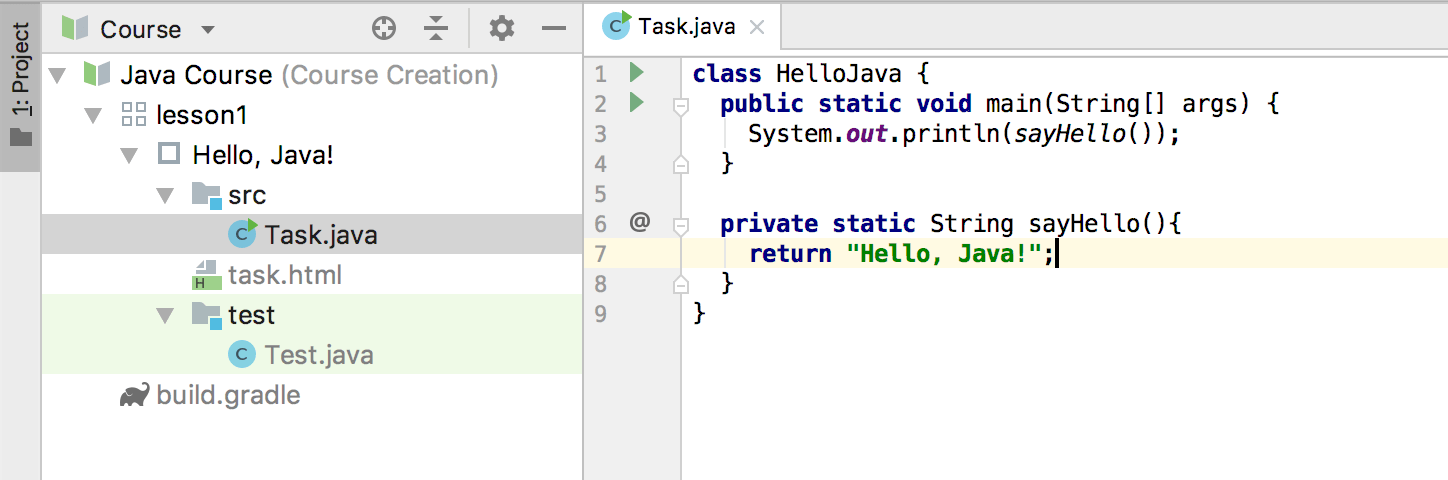 1: Project
Course
Java Course (Course Creation)
lesson1
Hello, Java!
src
C Task.java
H task.html
test
C Test.java
build.gradle
C Task.java
1 class HelloJava {
2 public static void main(String[] args) {
3 System.out.println(sayHello());
4 }
5
6 @ private static String sayHello(){
7 return "Hello, Java!";
8 }
9 }